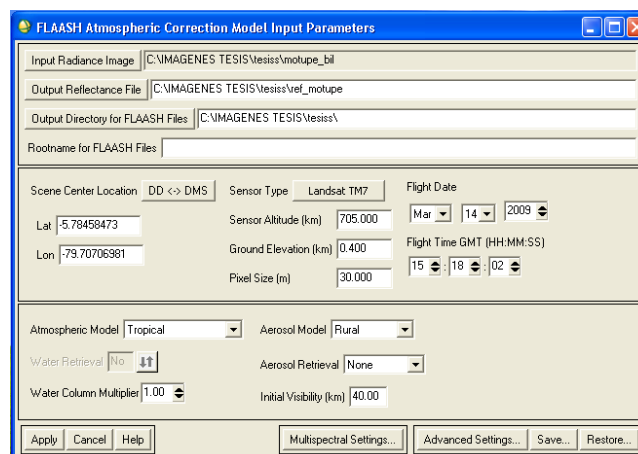 FLAASH Atmospheric Correction Model Input Parameters
Input Radiance Image C:\IMAGENES TESIS\tesiss\motupe_bil
Output Reflectance File C:\IMAGENES TESIS\tesiss\ref_motupe
Output Directory for FLAASH Files C:\IMAGENES TESIS\tesiss\
Rootname for FLAASH Files
Scene Center Location DD <-> DMS
Lat -5.78458473
Lon -79.70706981
Sensor Type Landsat TM7
Sensor Altitude (km) 705.000
Ground Elevation (km) 0.400
Pixel Size (m) 30.000
Flight Date
Mar 14 2009
Flight Time GMT (HH:MM:SS)
15 : 18 : 02
Atmospheric Model Tropical
Water Retrieval No
Water Column Multiplier 1.00
Aerosol Model Rural
Aerosol Retrieval None
Initial Visibility (km) 40.00
Apply Cancel Help Multispectral Settings... Advanced Settings... Save... Restore...